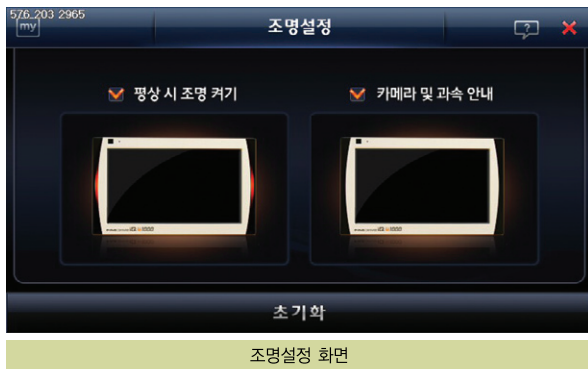 576 203 2965
my
조명설정
?
평상 시 조명 켜기
카메라 및 과속 안내
초기화
조명설정 화면